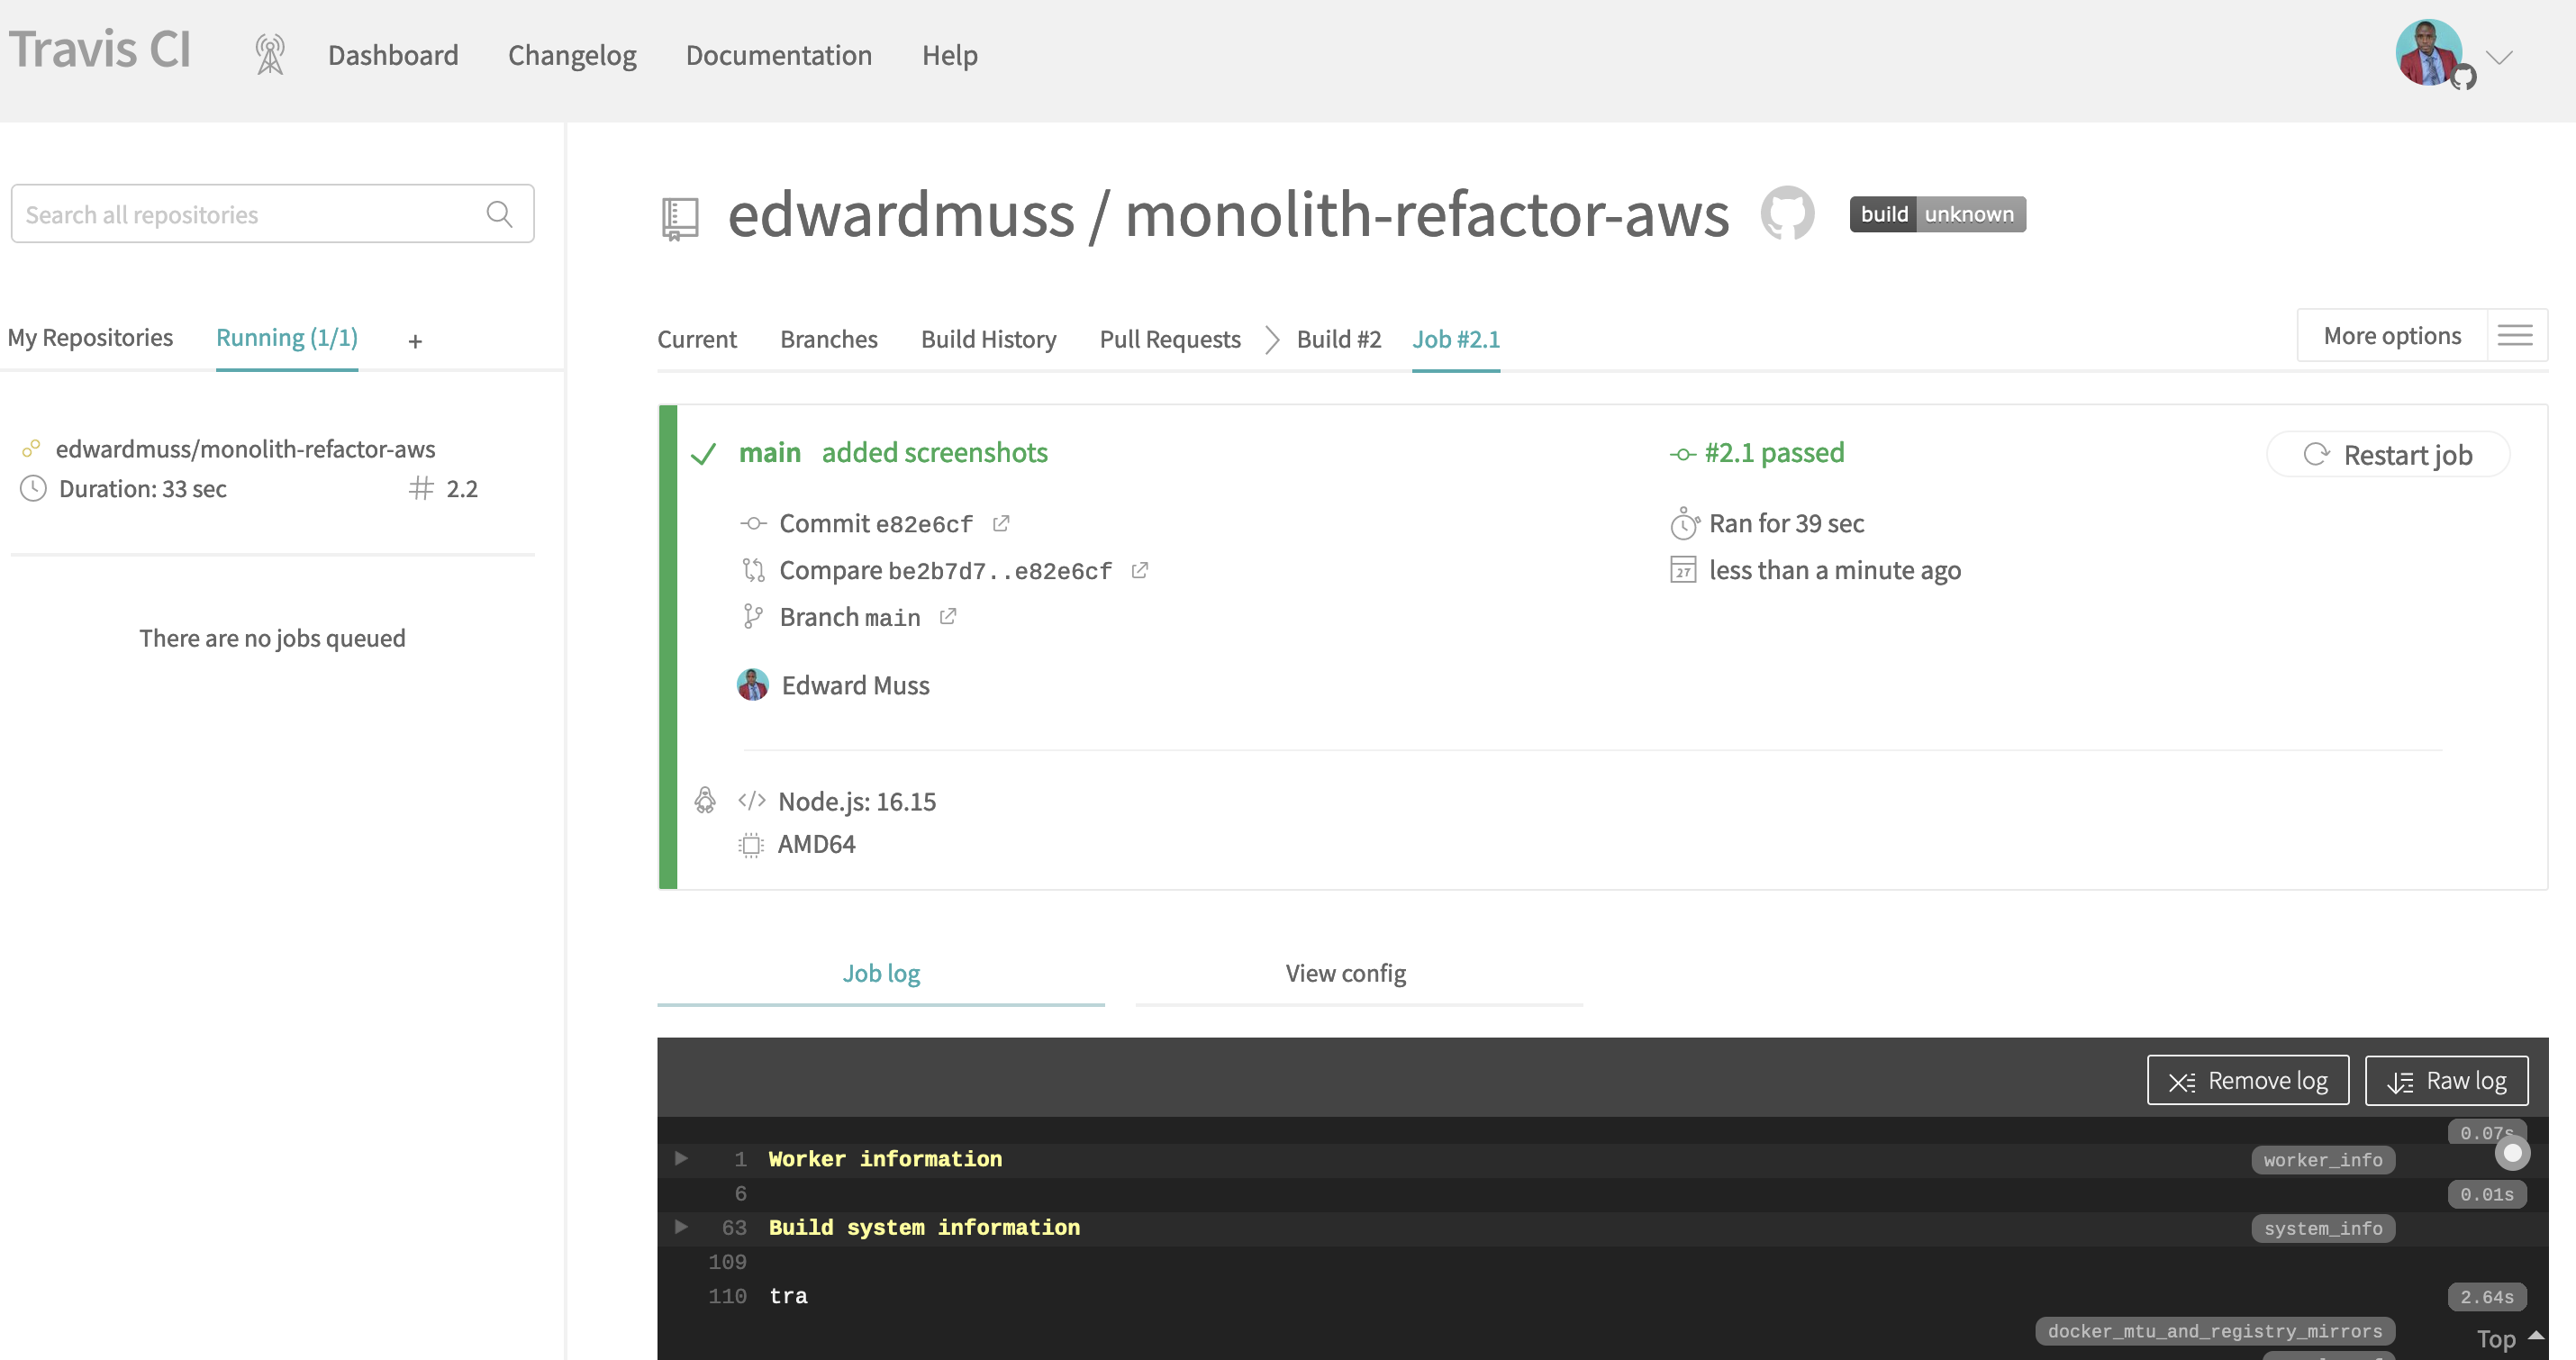 Travis CI
Dashboard
Changelog
Documentation
Help
Search all repositories
My Repositories
Running (1/1)
+
edwardmuss/monolith-refactor-aws
Duration: 33 sec
# 2.2
There are no jobs queued
edwardmuss / monolith-refactor-aws
build unknown
Current
Branches
Build History
Pull Requests
Build #2
Job #2.1
More options
main added screenshots
#2.1 passed
Restart job
Commit e82e6cf
Ran for 39 sec
Compare be2b7d7..e82e6cf
27
less than a minute ago
Branch main
Edward Muss
</> Node.js: 16.15
AMD64
Job log
View config
Remove log
Raw log
0.07s
1 Worker information
worker_info
6
0.01s
63 Build system information
system_info
109
110 tra
2.64s
docker_mtu_and_registry_mirrors
Top